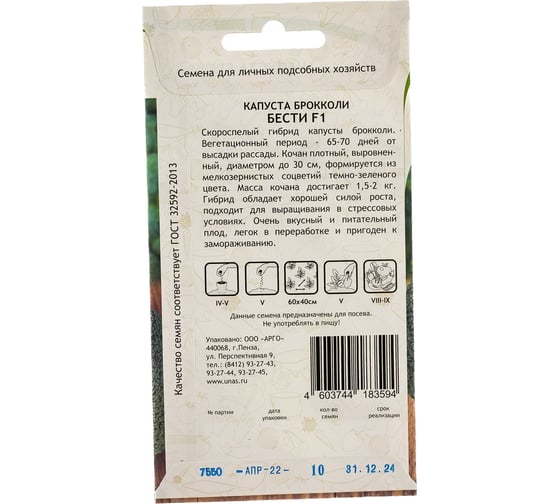 Семена для личных подсобных хозяйств
КАПУСТА БРОККОЛИ
БЕСТИ F1
Скороспелый гибрид капусты брокколи.
Вегетационный период - 65-70 дней от
высадки рассады. Кочан плотный, выровнен-
ный, диаметром до 30 см, формируется из
мелкозернистых соцветий темно-зеленого
цвета. Масса кочана достигает 1,5-2 кг.
Гибрид обладает хорошей силой роста,
подходит для выращивания в стрессовых
условиях. Очень вкусный и питательный
плод, легок в переработке и пригоден к
замораживанию.
Качество семян соответствует ГОСТ 32592-2013
IV-V V 60x40см V VIII-IX
Данные семена предназначены для посева.
Не употреблять в пищу!
Упаковано: ООО «АРГО»
440068, г.Пенза,
ул. Перспективная 9,
тел.: (8412) 93-27-43,
93-27-44, 93-27-45,
www.unas.ru
4 603744 183594
№ партии дата упаковки кол-во семян срок реализации
7550 -АПР-22- 10 31.12.24